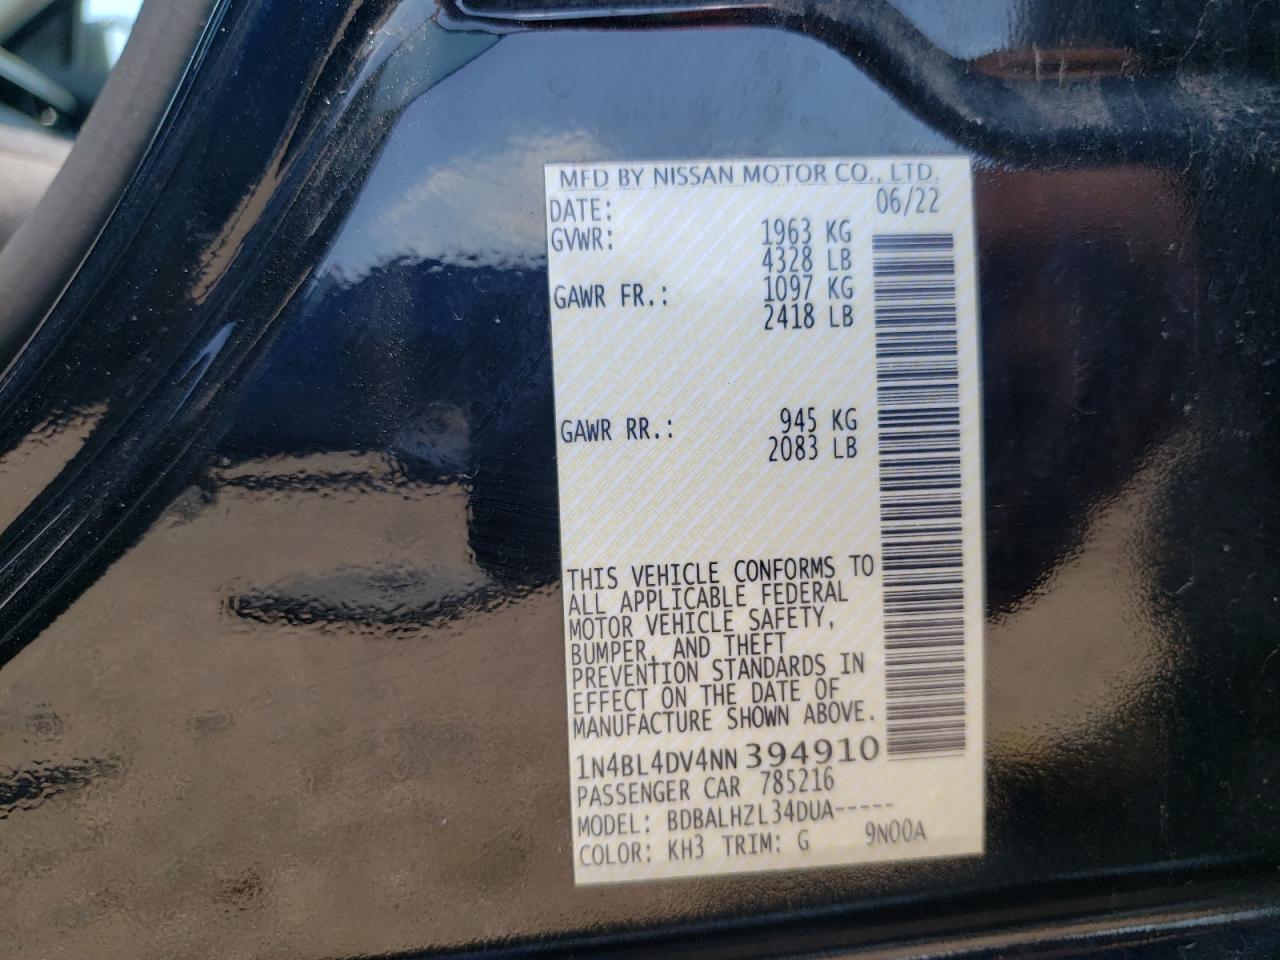 MFD BY NISSAN MOTOR CO., LTD.
DATE: 06/22
GVWR: 1963 KG
4328 LB
GAWR FR.: 1097 KG
2418 LB
GAWR RR.: 945 KG
2083 LB
THIS VEHICLE CONFORMS TO
ALL APPLICABLE FEDERAL
MOTOR VEHICLE SAFETY,
BUMPER, AND THEFT
PREVENTION STANDARDS IN
EFFECT ON THE DATE OF
MANUFACTURE SHOWN ABOVE.
1N4BL4DV4NN394910
PASSENGER CAR 785216
MODEL: BDBALHZL34DUA-----
COLOR: KH3 TRIM: G 9N00A